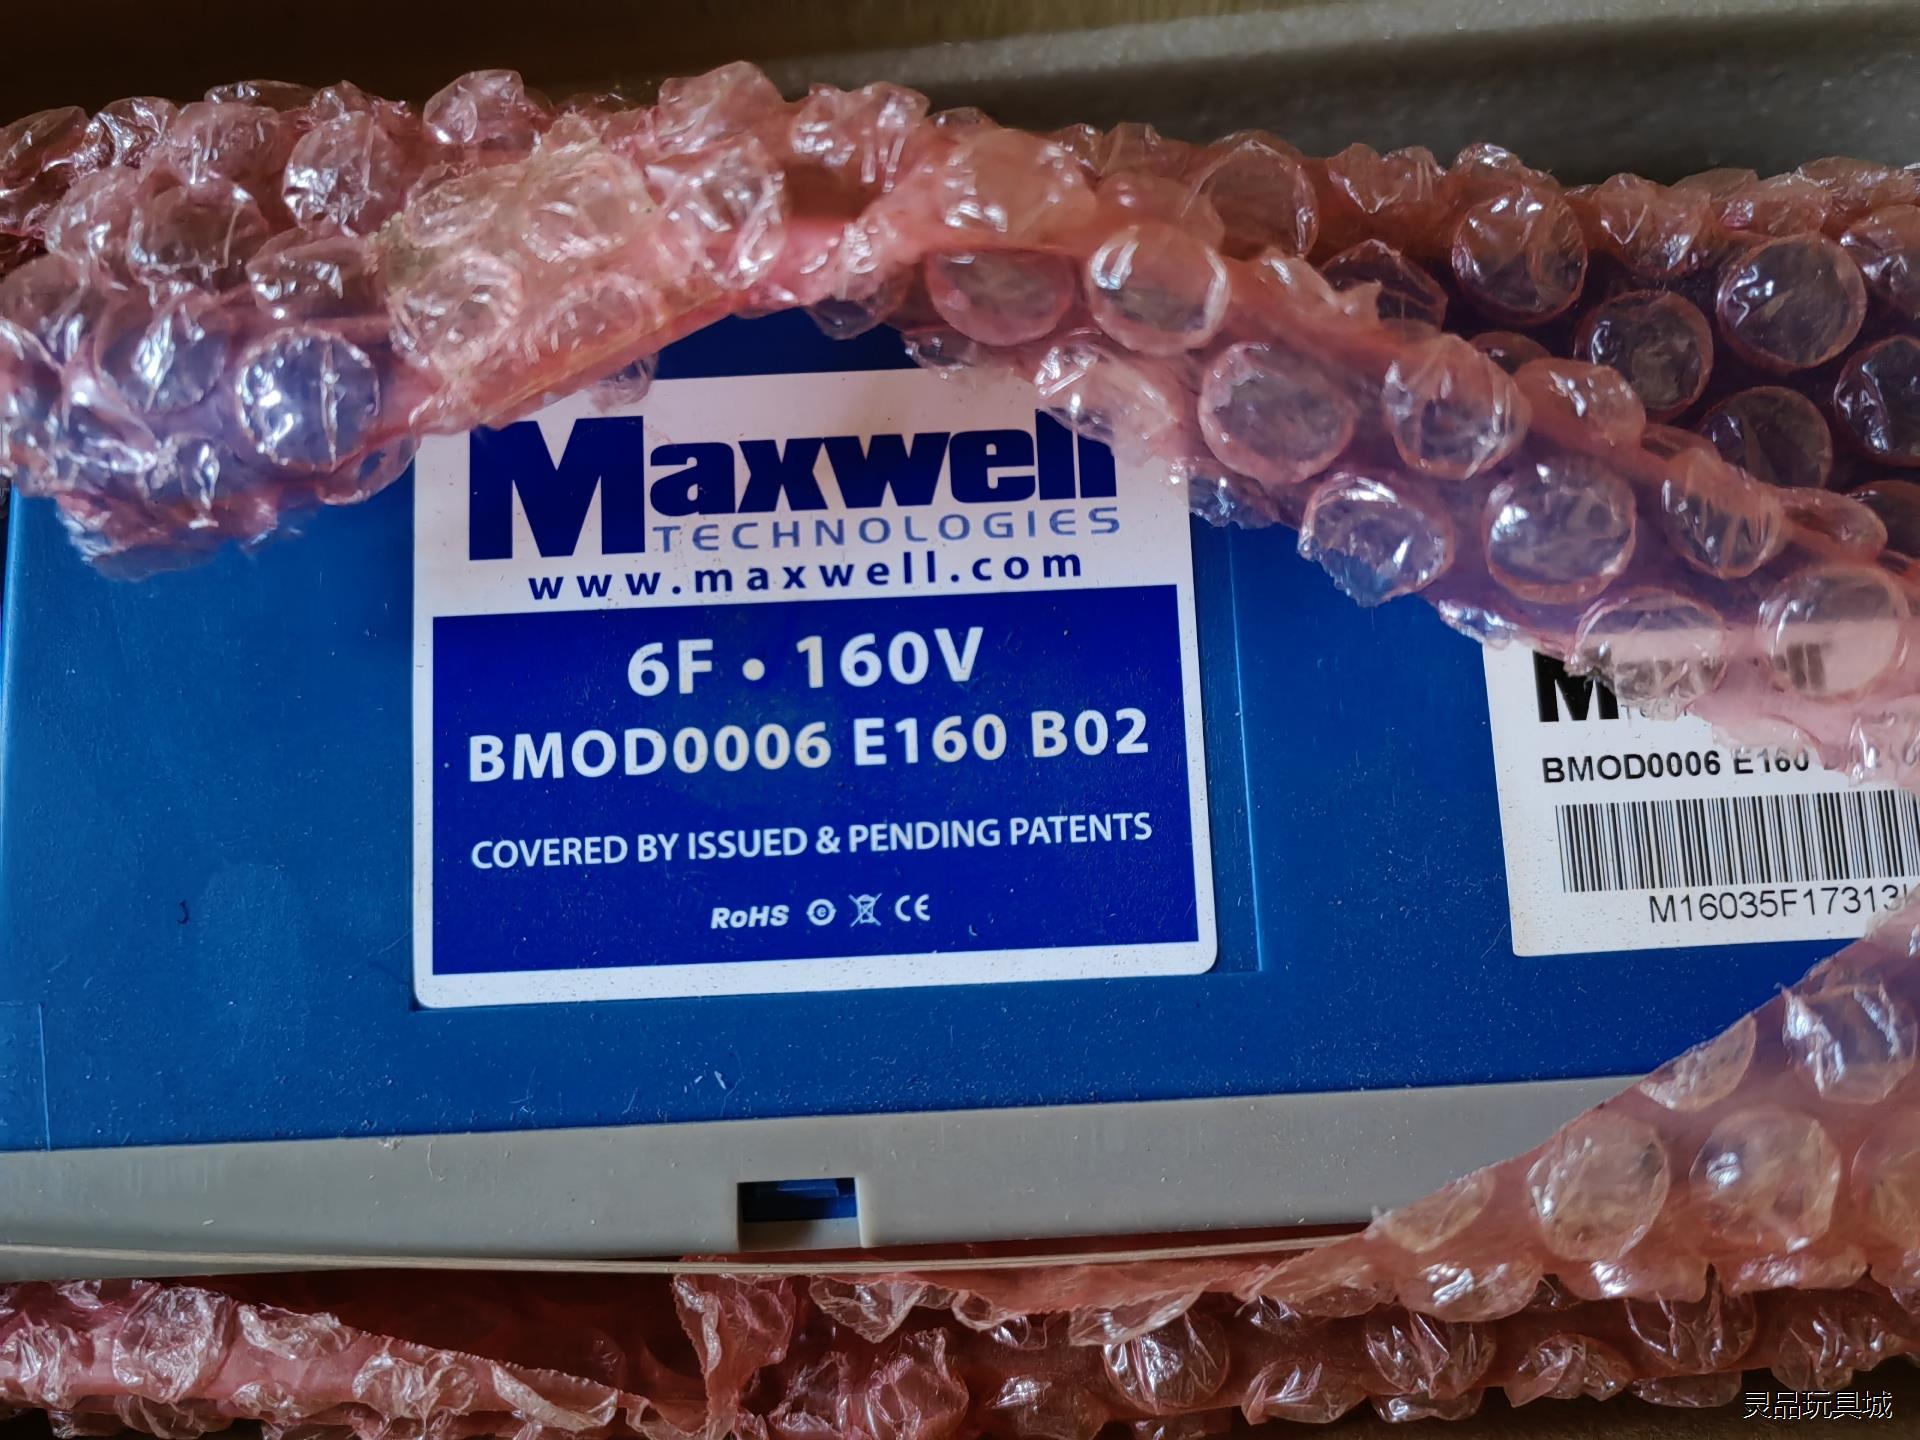 Maxwell
TECHNOLOGIES
www.maxwell.com
6F • 160V
BMOD0006 E160 B02
COVERED BY ISSUED & PENDING PATENTS
RoHS e CE
BMOD0006 E160
M16035F17313
灵品玩具城